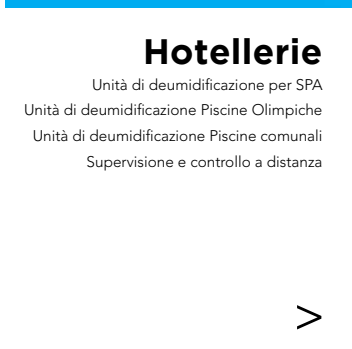 Hotellerie
Unità di deumidificazione per SPA
Unità di deumidificazione Piscine Olimpiche
Unità di deumidificazione Piscine comunali
Supervisione e controllo a distanza
>